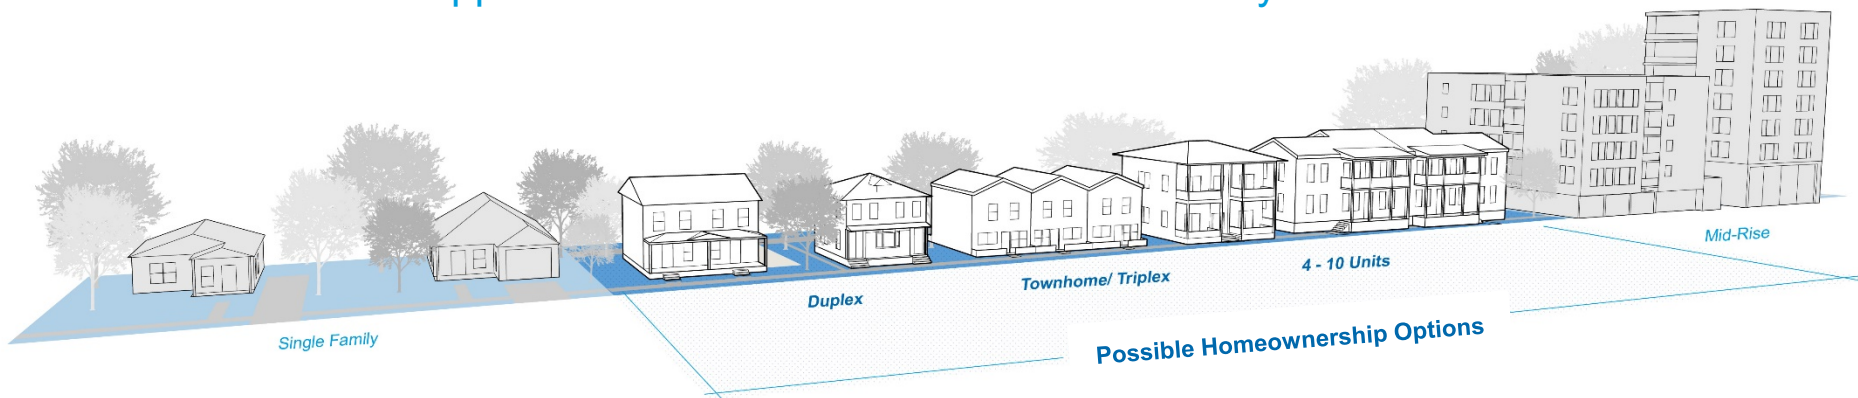 Mid-Rise
4 - 10 Units
Townhome/ Triplex
Duplex
Single Family
Possible Homeownership Options